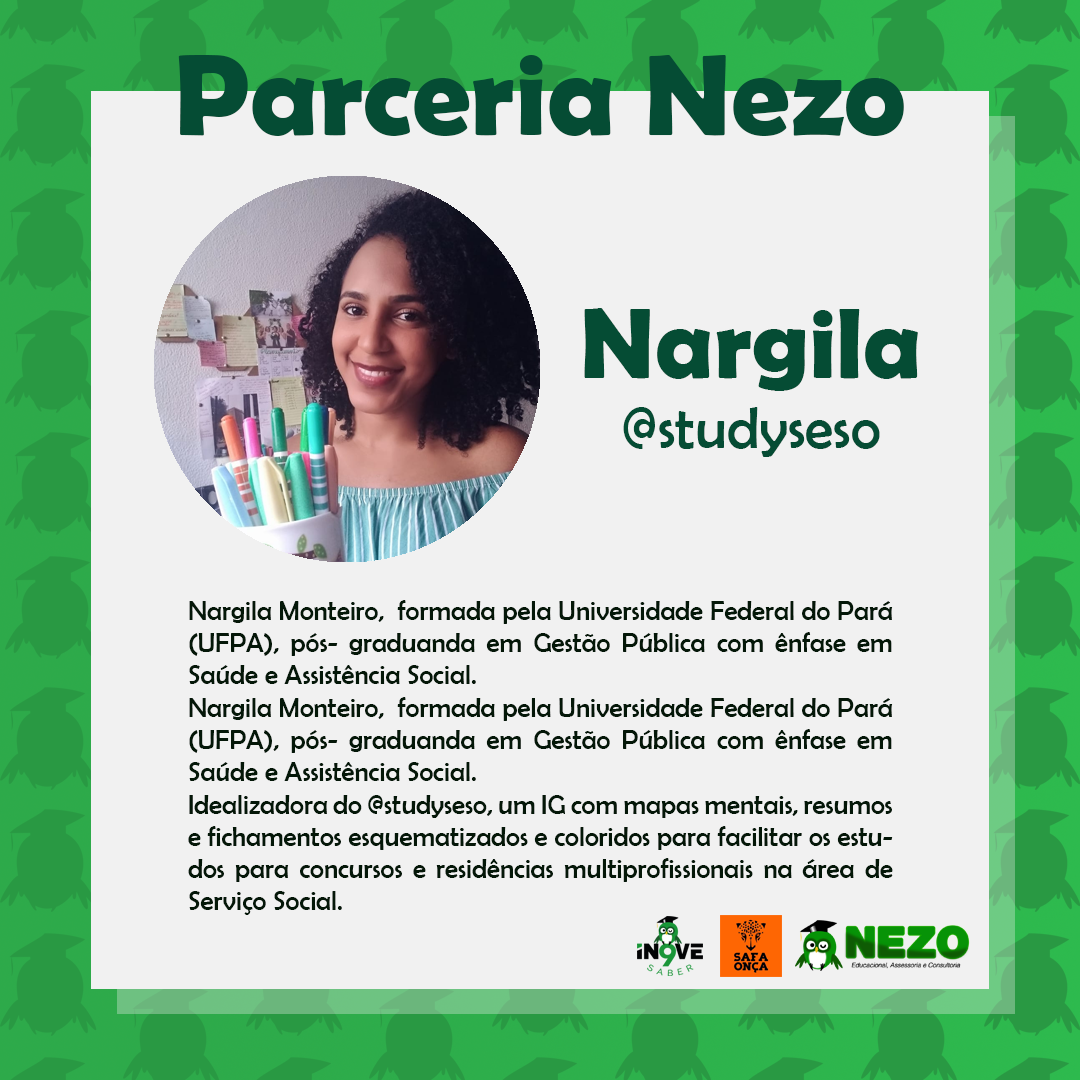 Parceria Nezo
Nargila
@studyseso
Nargila Monteiro,  formada pela Universidade Federal do Pará
(UFPA), pós- graduanda em Gestão Pública com ênfase em
Saúde e Assistência Social.
Nargila Monteiro,  formada pela Universidade Federal do Pará
(UFPA), pós- graduanda em Gestão Pública com ênfase em
Saúde e Assistência Social.
Idealizadora do @studyseso, um IG com mapas mentais, resumos
e fichamentos esquematizados e coloridos para facilitar os estu-
dos para concursos e residências multiprofissionais na área de
Serviço Social.
iN9VE
SABER
SAFA
ONÇA
NEZO
Educacional, Assessoria e Consultoria